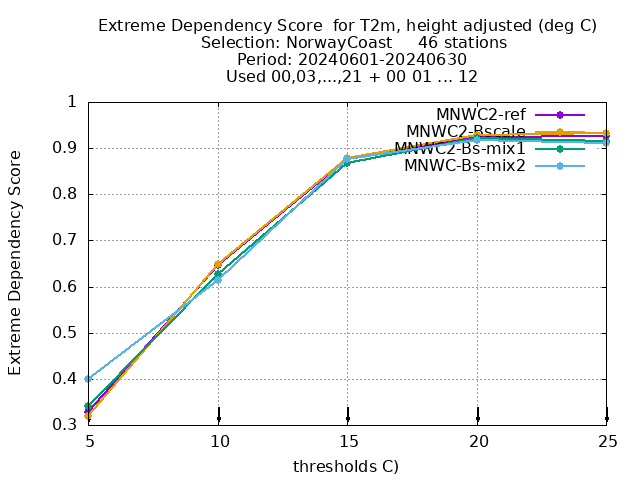 Extreme Dependency Score  for T2m, height adjusted (deg C)
Selection: NorwayCoast     46 stations
Period: 20240601-20240630
Used 00,03,...,21 + 00 01 ... 12
1
0.9
0.8
0.7
0.6
0.5
0.4
0.3
Extreme Dependency Score
MNWC2-ref
MNWC2-Bscale
MNWC2-Bs-mix1
MNWC-Bs-mix2
5 10 15 20 25
thresholds C)